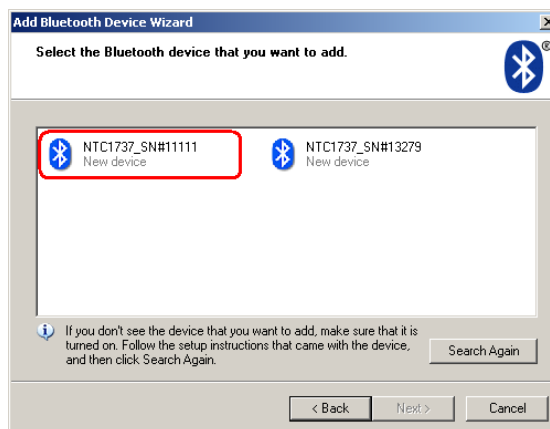 Add Bluetooth Device Wizard
Select the Bluetooth device that you want to add.
®
NTC1737_SN#11111
New device
NTC1737_SN#13279
New device
If you don't see the device that you want to add, make sure that it is
turned on. Follow the setup instructions that came with the device,
and then click Search Again.
Search Again
< Back
Next >
Cancel